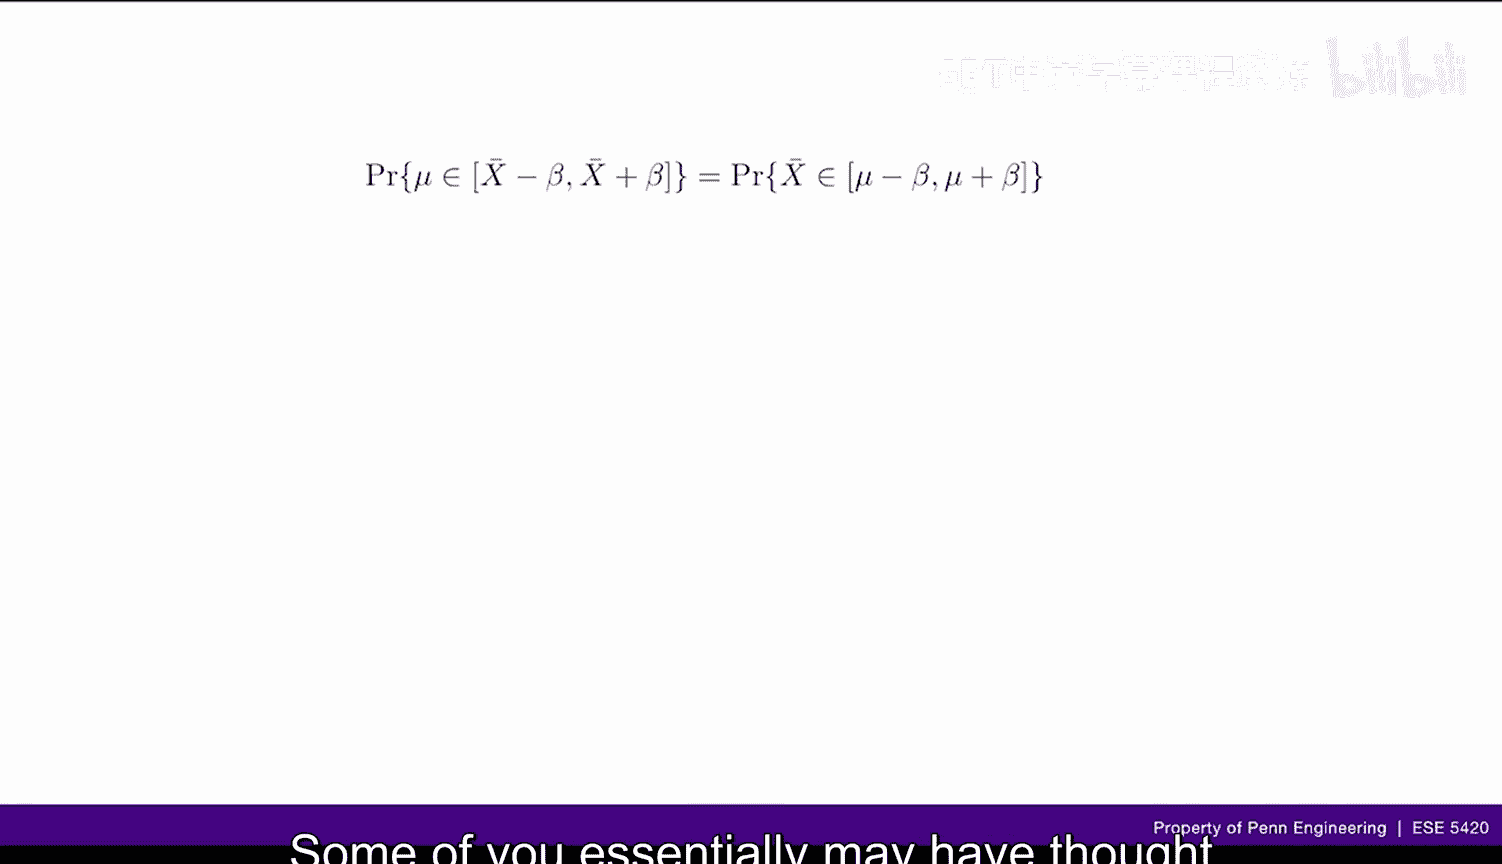 bilibili
Pr{μ ∈ [X̄ − β, X̄ + β]} = Pr{X̄ ∈ [μ − β, μ + β]}
Property of Penn Engineering | ESE 5420
Some of you essentially may have thought